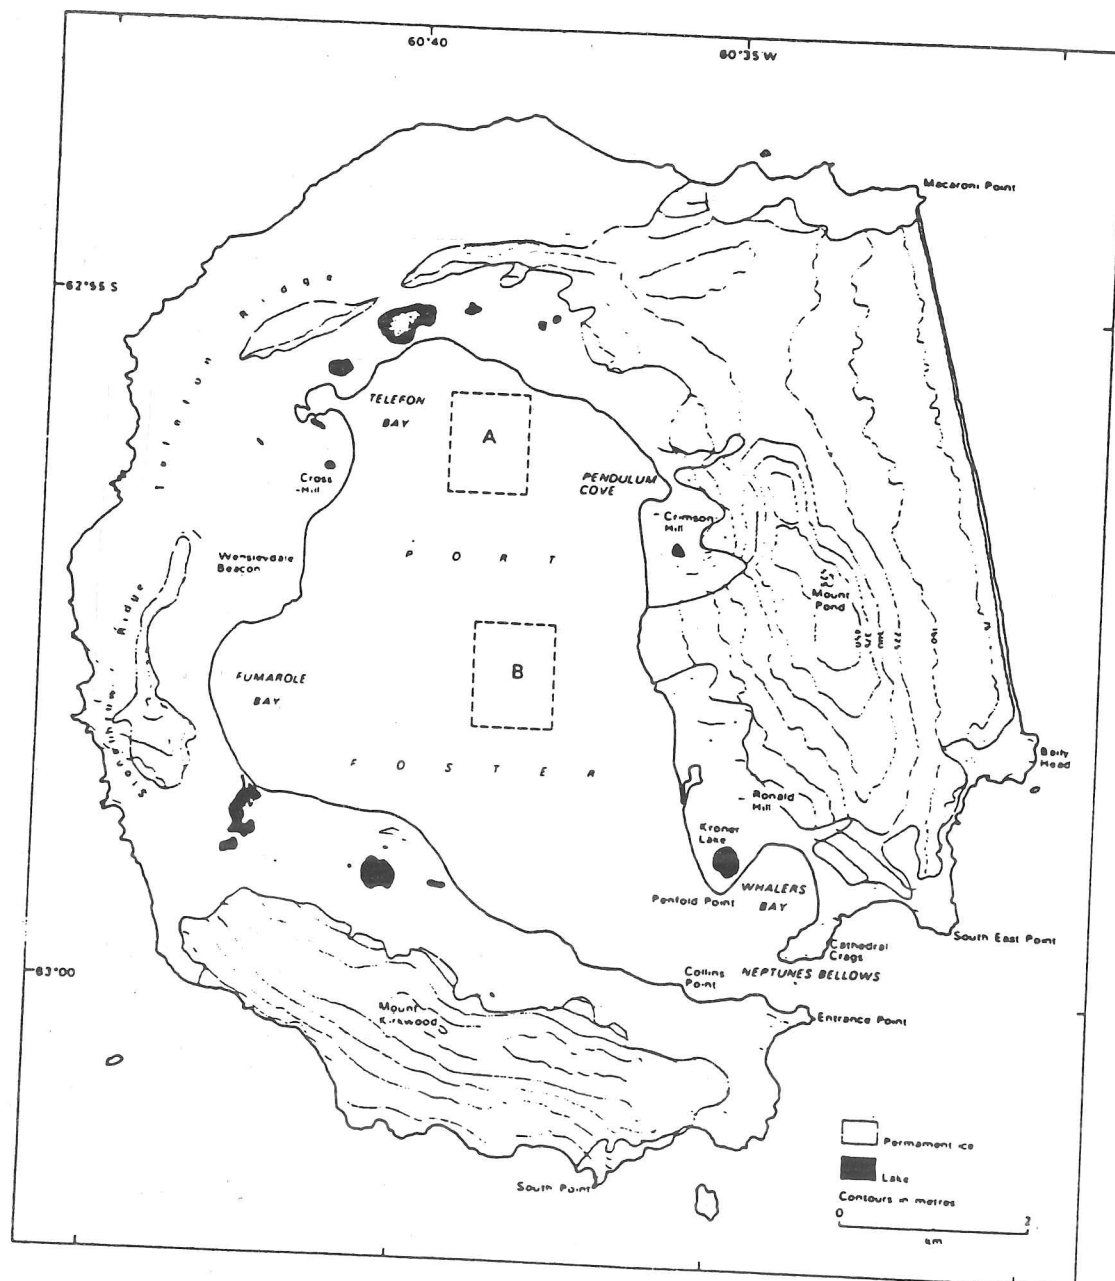 60°40
60°35 W
Macaroni Point
62°55 S
Ridge
TELEFON
BAY
A
PENDULUM
COVE
Cross
Hill
Crimson
Hill
PORT
Wensleydale
Beacon
Mount
Pond
Ridge
B
FUMAROLE
BAY
FOSTER
Baily
Head
Ronald
Hill
Kroner
Lake
WHALERS
BAY
Penfold Point
South East Point
Cathedral
Crags
63°00
Collins
Point
NEPTUNES BELLOWS
Mount
Kirkwood
Entrance Point
Permament ice
Lake
South Point
Contours in metres
0 2
km